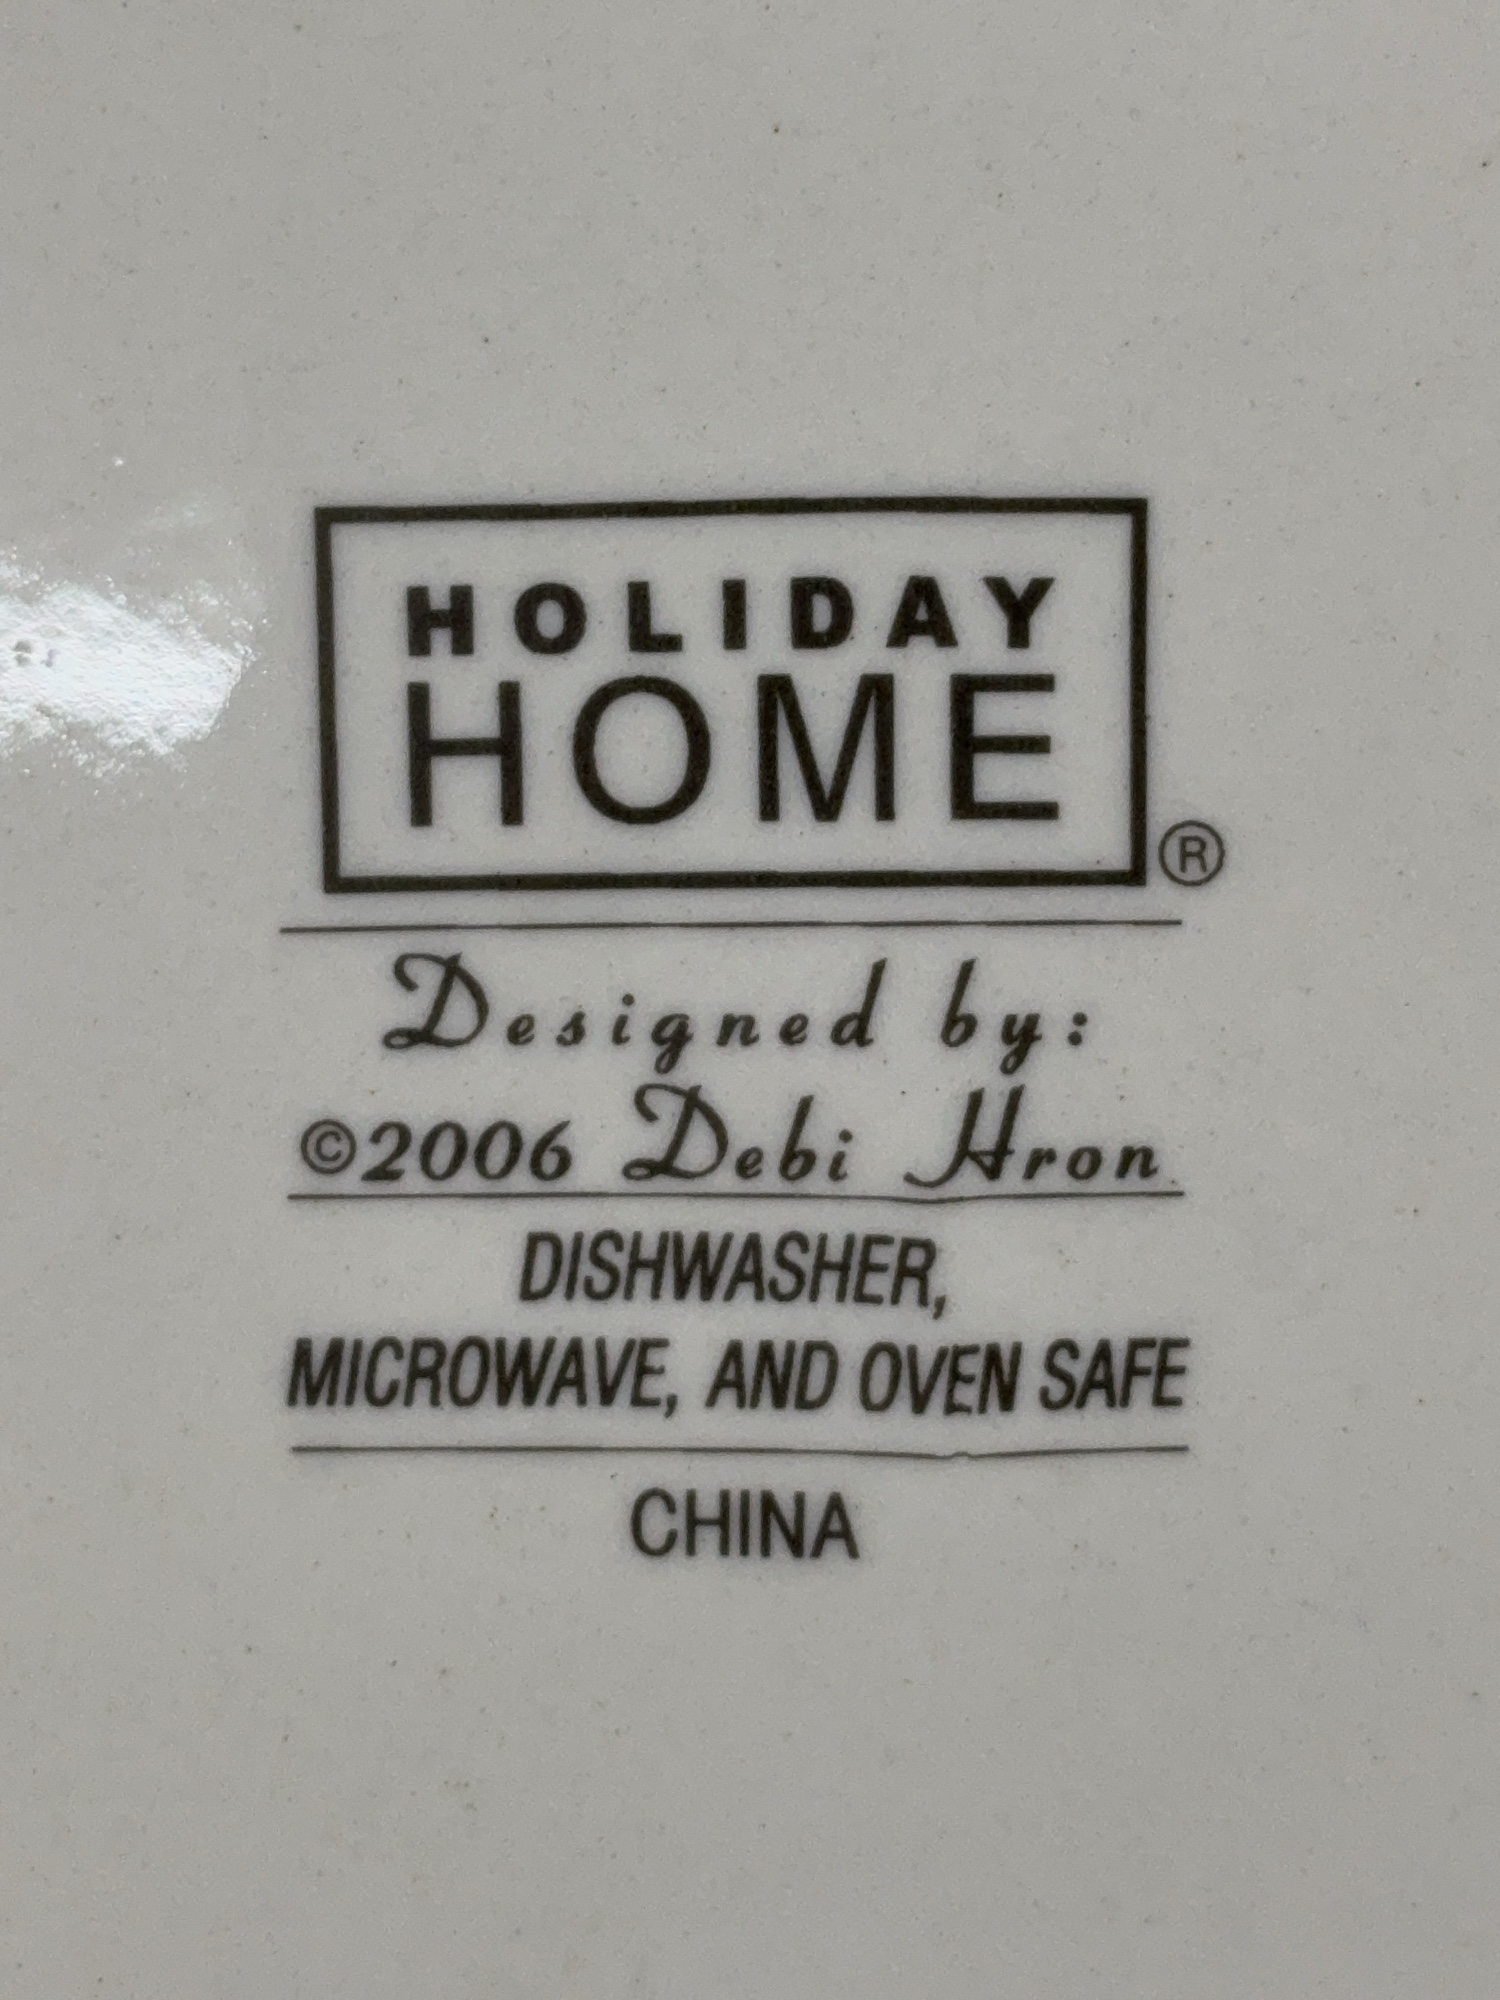 HOLIDAY
HOME®
Designed by:
©2006 Debi Hron
DISHWASHER,
MICROWAVE, AND OVEN SAFE
CHINA